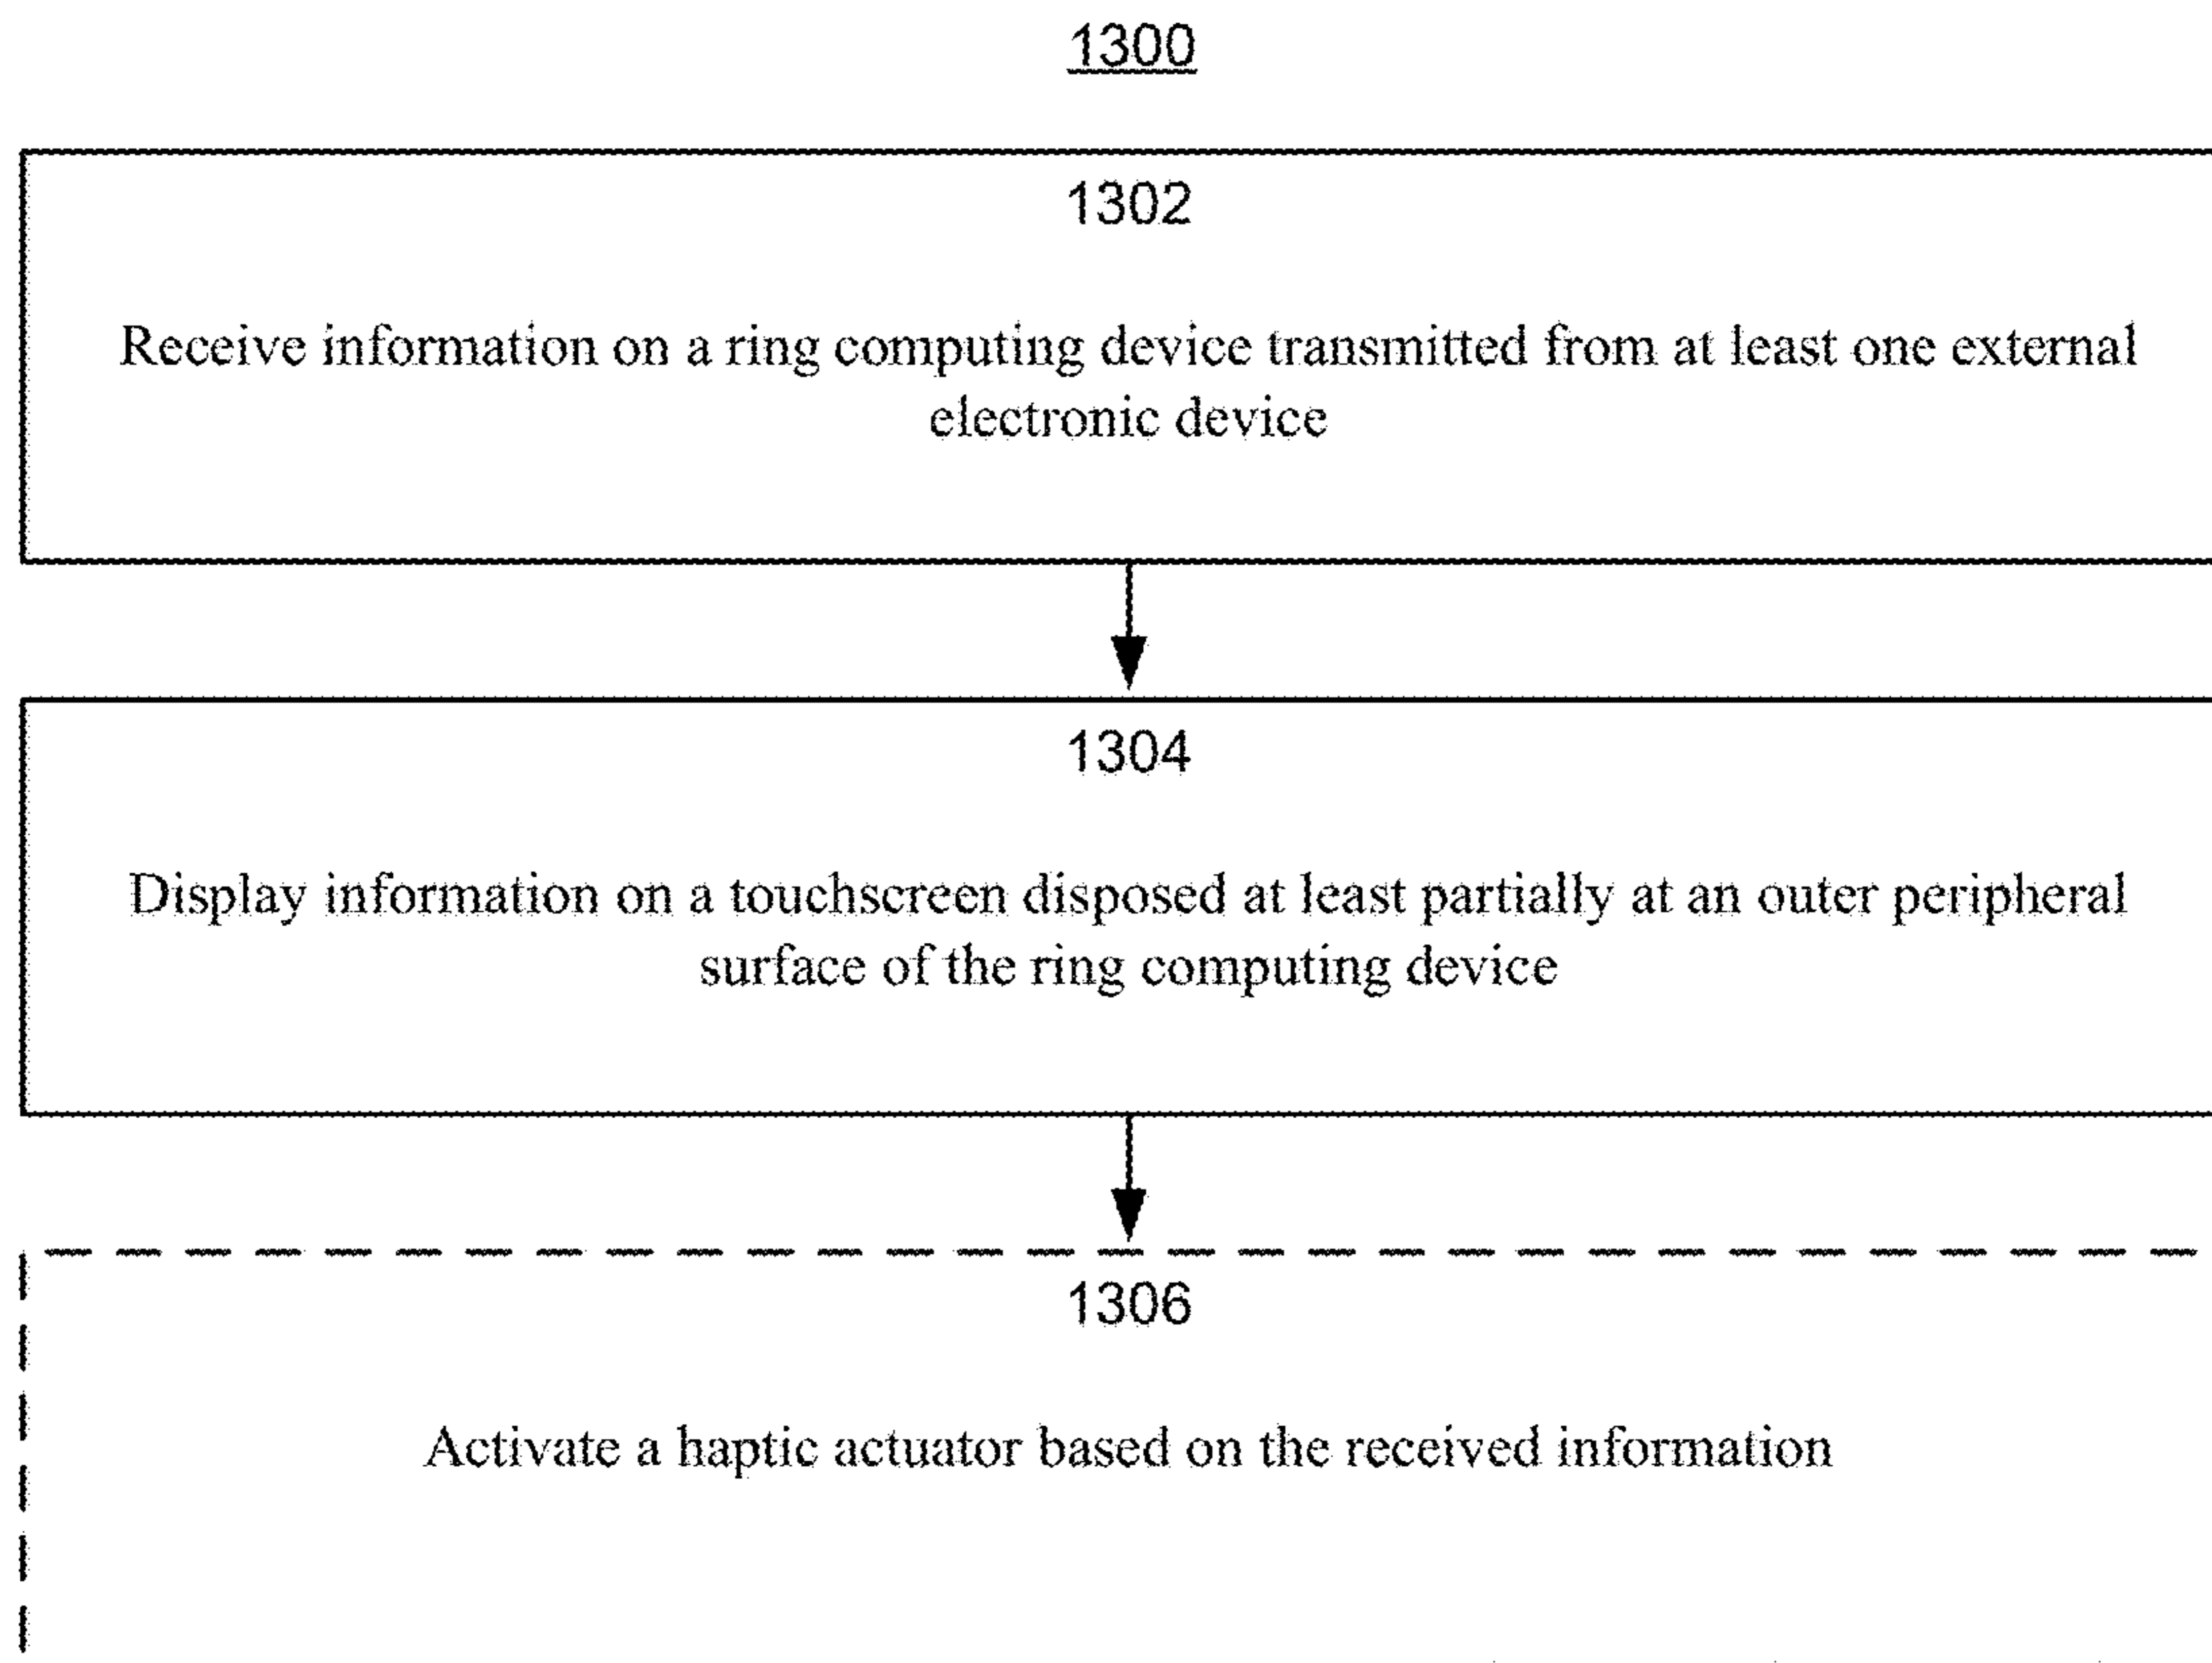 1300
1302
Receive information on a ring computing device transmitted from at least one external
electronic device
1304
Display information on a touchscreen disposed at least partially at an outer peripheral
surface of the ring computing device
1306
Activate a haptic actuator based on the received information